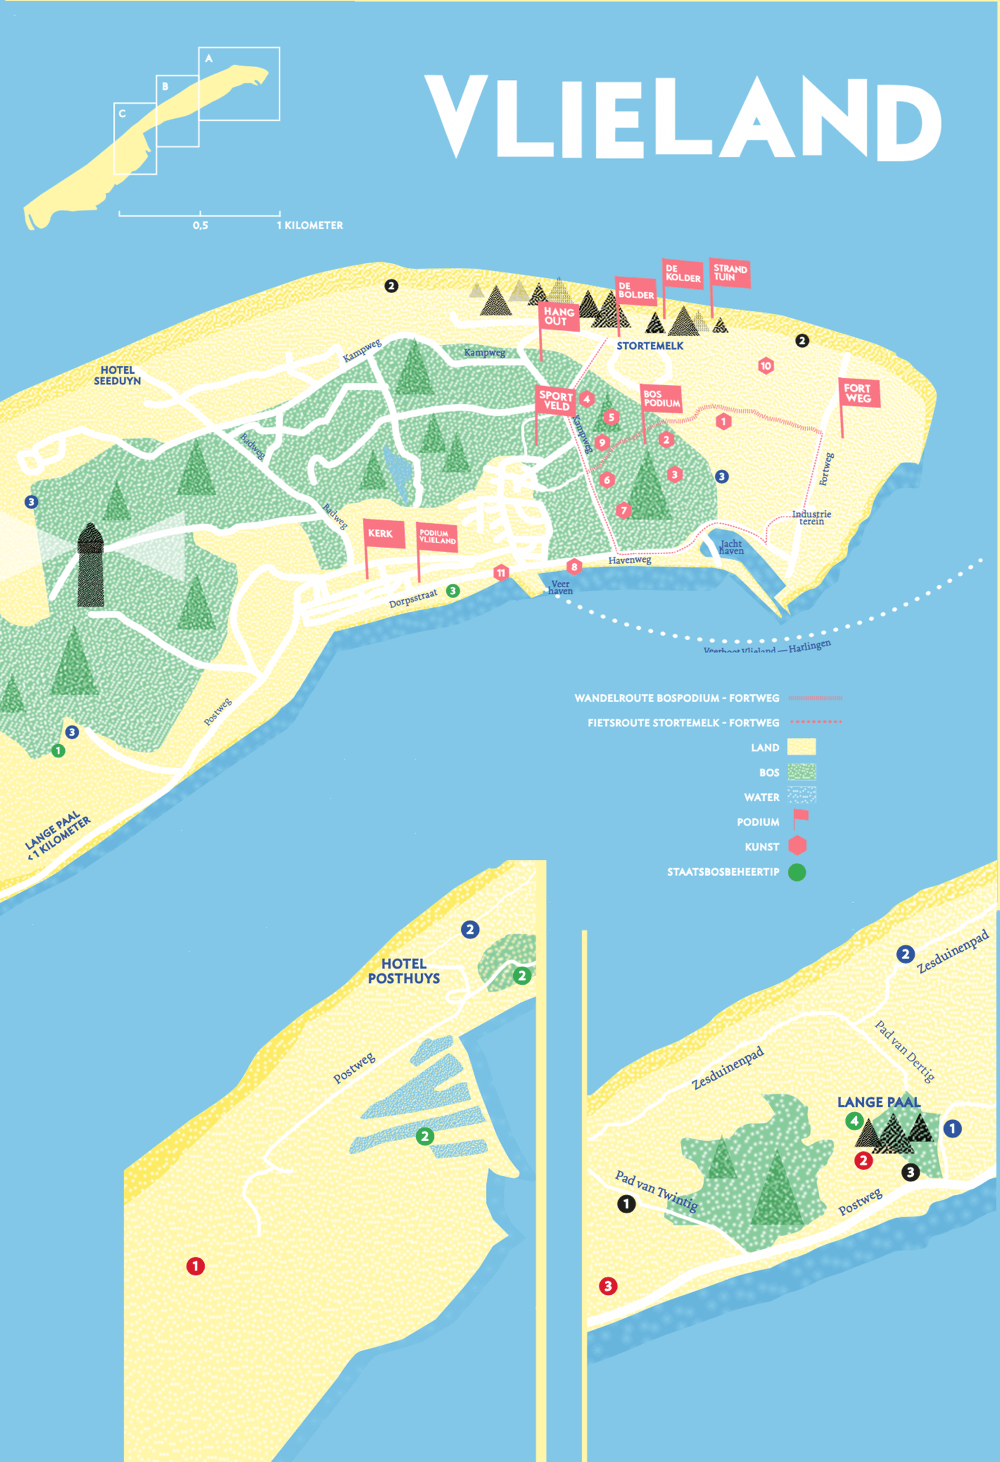 VLIELAND
A
B
C
0,5
1 KILOMETER
2
DE
KOLDER
STRAND
TUIN
DE
BOLDER
HANG
OUT
STORTEMELK
2
Kampweg
Kampweg
HOTEL
SEEDUYN
10
FORT
WEG
SPORT
VELD
BOS
PODIUM
4
5
1
Kampweg
9
2
Badweg
6
3
3
Fortweg
3
7
Badweg
Industrie
terein
KERK
PODIUM
VLIELAND
Jacht
haven
Havenweg
8
11
Veer
haven
3
Dorpsstraat
Veerboot Vlieland — Harlingen
Postweg
3
1
LANGE PAAL
<1 KILOMETER
WANDELROUTE BOSPODIUM - FORTWEG
FIETSROUTE STORTEMELK - FORTWEG
LAND
BOS
WATER
PODIUM
KUNST
STAATSBOSBEHEERTIP
2
HOTEL
POSTHUYS
2
Postweg
2
1
2
Zesduinenpad
Pad van Dertig
Zesduinenpad
LANGE PAAL
4
1
2
3
Pad van Twintig
1
Postweg
3